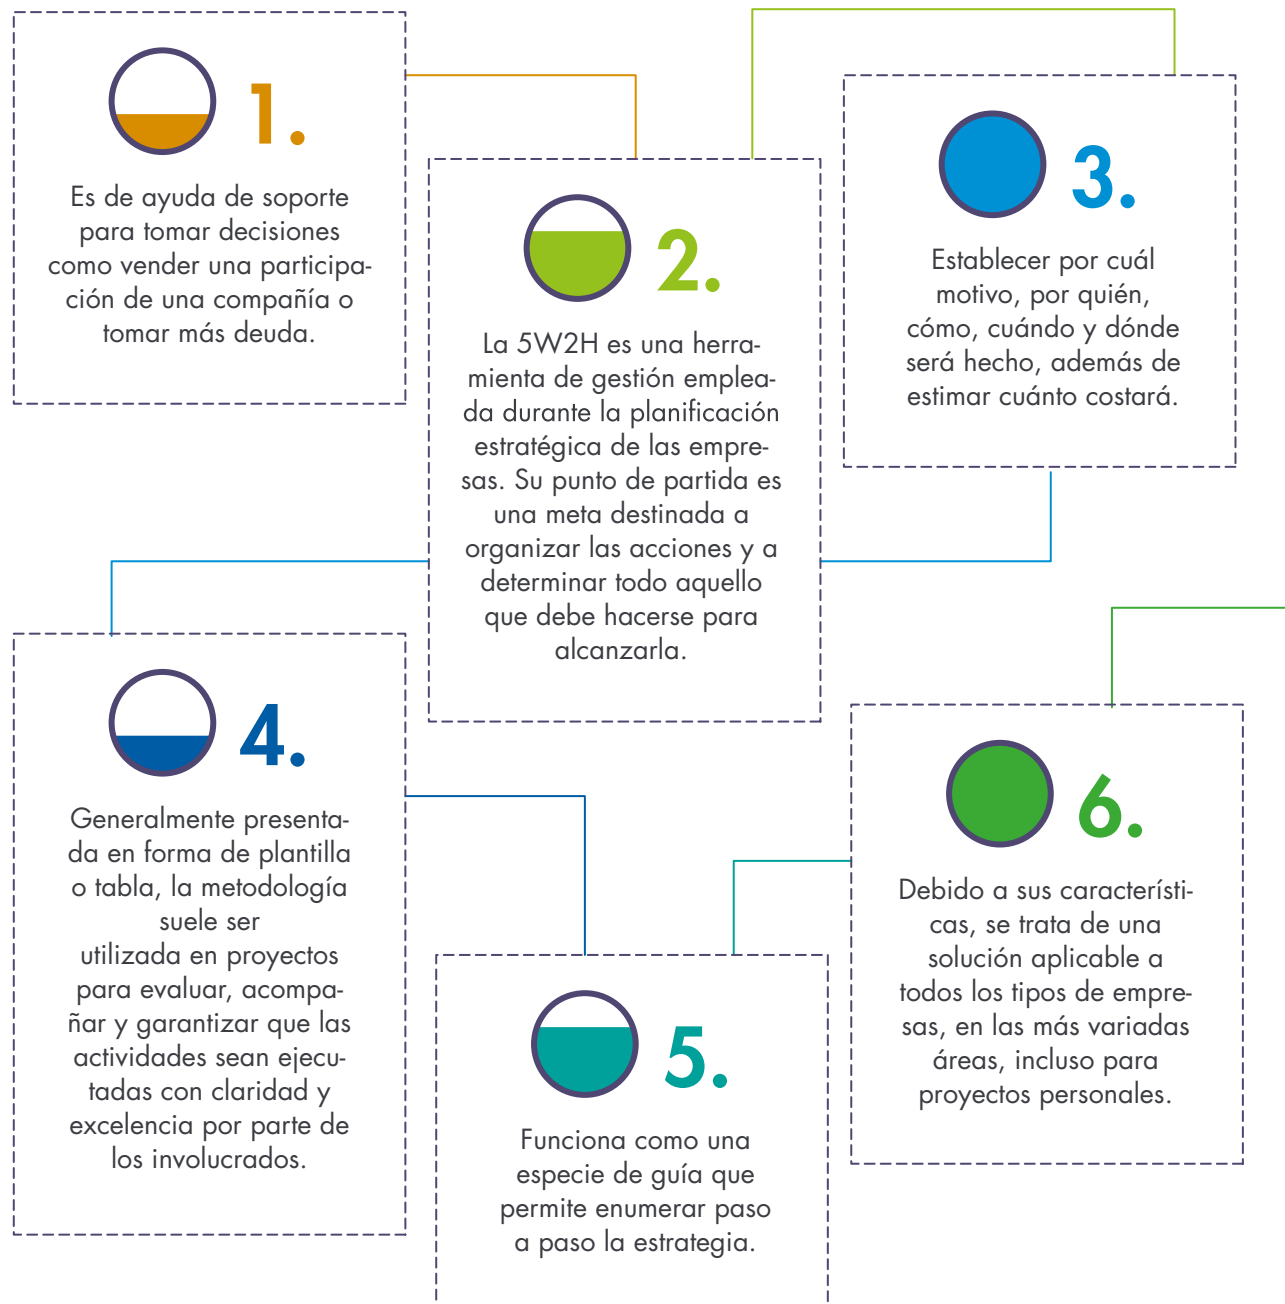 1.
Es de ayuda de soporte
para tomar decisiones
como vender una participa-
ción de una compañía o
tomar más deuda.
2.
La 5W2H es una herra-
mienta de gestión emplea-
da durante la planificación
estratégica de las empre-
sas. Su punto de partida es
una meta destinada a
organizar las acciones y a
determinar todo aquello
que debe hacerse para
alcanzarla.
3.
Establecer por cuál
motivo, por quién,
cómo, cuándo y dónde
será hecho, además de
estimar cuánto costará.
4.
Generalmente presenta-
da en forma de plantilla
o tabla, la metodología
suele ser
utilizada en proyectos
para evaluar, acompa-
ñar y garantizar que las
actividades sean ejecu-
tadas con claridad y
excelencia por parte de
los involucrados.
5.
Funciona como una
especie de guía que
permite enumerar paso
a paso la estrategia.
6.
Debido a sus característi-
cas, se trata de una
solución aplicable a
todos los tipos de empre-
sas, en las más variadas
áreas, incluso para
proyectos personales.